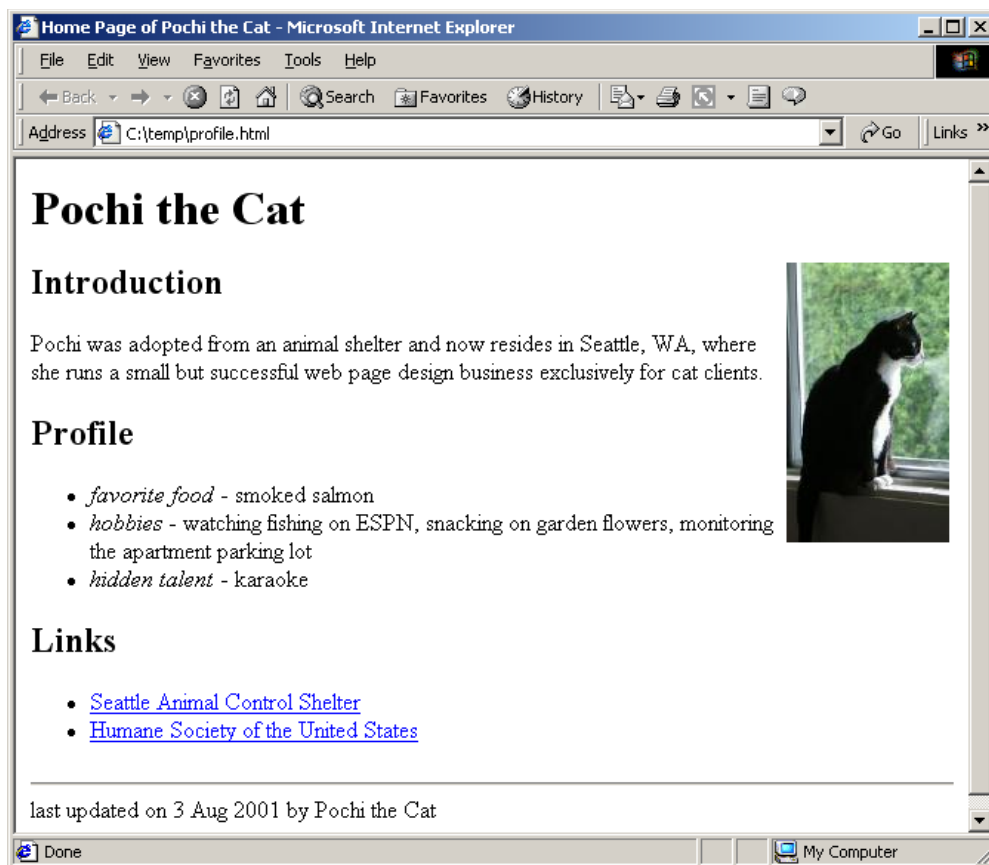 Home Page of Pochi the Cat - Microsoft Internet Explorer
File Edit View Favorites Tools Help
Back Search Favorites History
Address C:\temp\profile.html Go Links »
Pochi the Cat
Introduction
Pochi was adopted from an animal shelter and now resides in Seattle, WA, where
she runs a small but successful web page design business exclusively for cat clients.
Profile
• favorite food - smoked salmon
• hobbies - watching fishing on ESPN, snacking on garden flowers, monitoring
the apartment parking lot
• hidden talent - karaoke
Links
• Seattle Animal Control Shelter
• Humane Society of the United States
last updated on 3 Aug 2001 by Pochi the Cat
Done My Computer